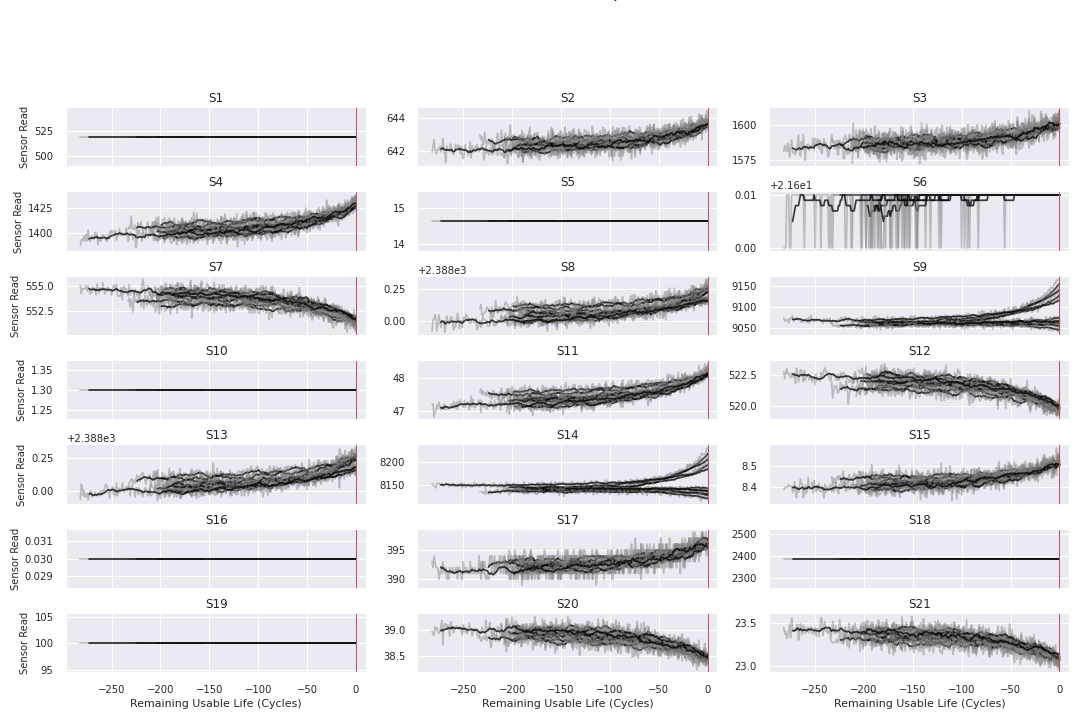 S1
S2
S3
Sensor Read
525
500
644
642
1600
1575
S4
S5
S6
+2.16e1
Sensor Read
1425
1400
15
14
0.01
0.00
S7
S8
S9
+2.388e3
Sensor Read
555.0
552.5
0.25
0.00
9150
9100
9050
S10
S11
S12
Sensor Read
1.35
1.30
1.25
48
47
522.5
520.0
S13
S14
S15
+2.388e3
Sensor Read
0.25
0.00
8200
8150
8.5
8.4
S16
S17
S18
Sensor Read
0.031
0.030
0.029
395
390
2500
2400
2300
S19
S20
S21
Sensor Read
105
100
95
39.0
38.5
23.5
23.0
−250 −200 −150 −100 −50 0
−250 −200 −150 −100 −50 0
−250 −200 −150 −100 −50 0
Remaining Usable Life (Cycles)
Remaining Usable Life (Cycles)
Remaining Usable Life (Cycles)